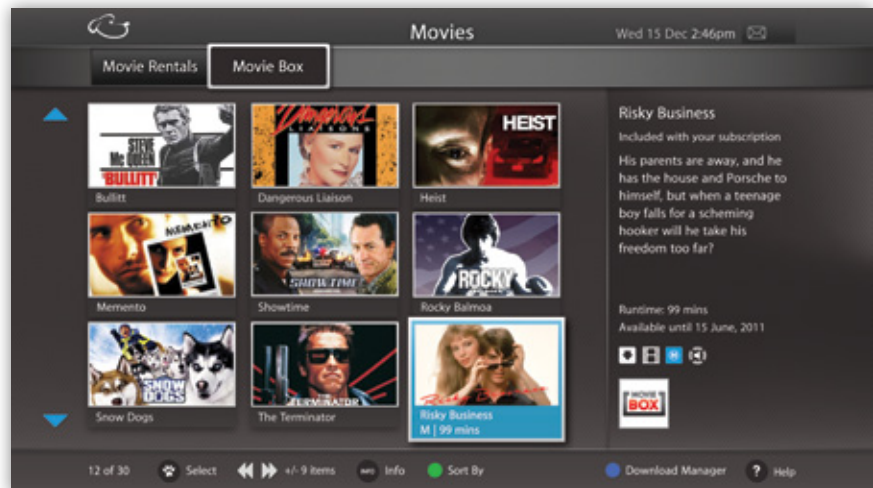 Movies
Wed 15 Dec 2:46pm
Movie Rentals
Movie Box
STEVE
McQUEEN
BULLITT
Bullitt
Dangerous
LIAISONS
Dangerous Liaison
HEIST
Heist
MEMENTO
Memento
SHOWTIME
Showtime
ROCKY
Rocky Balmoa
SNOW
DOGS
Snow Dogs
TERMINATOR
The Terminator
Risky Business
Risky Business
M | 99 mins
Risky Business
Included with your subscription
His parents are away, and he
has the house and Porsche to
himself, but when a teenage
boy falls for a scheming
hooker will he take his
freedom too far?
Runtime: 99 mins
Available until 15 June, 2011
M
MOVIE
BOX
12 of 30
Select
+/- 9 items
INFO
Info
Sort By
Download Manager
? Help